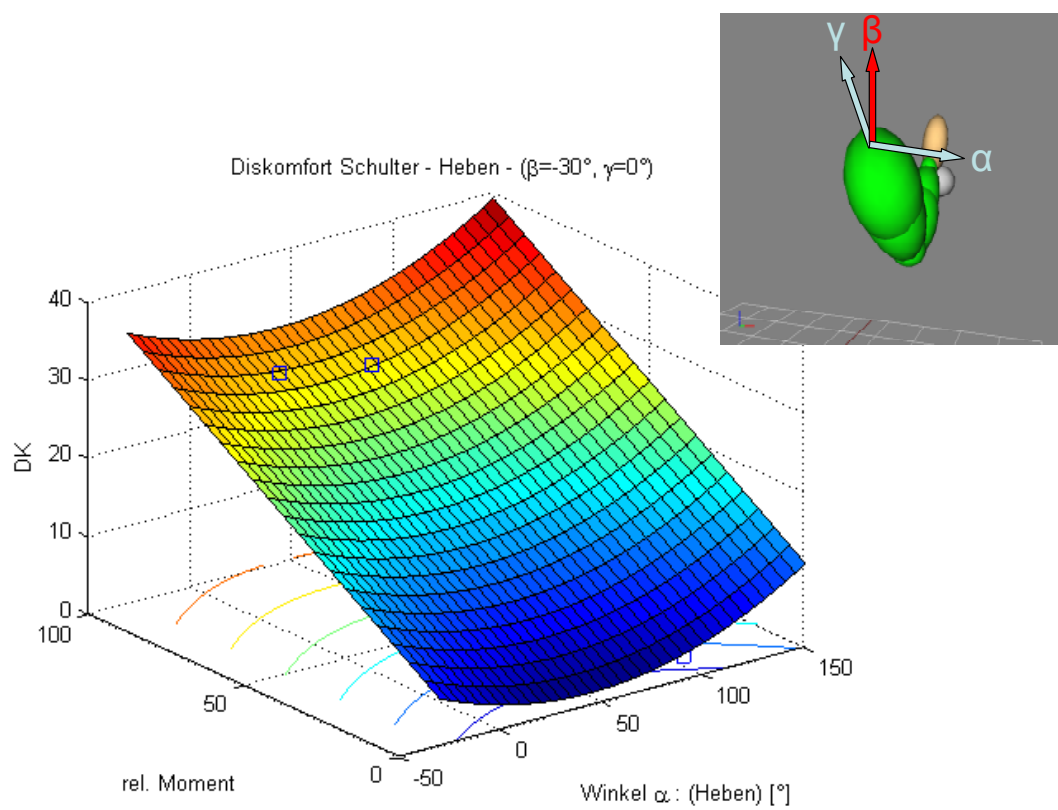 γ
β
α
Diskomfort Schulter - Heben - (β=-30°, γ=0°)
40
30
20
10
0
DK
100
50
0
rel. Moment
-50
0
50
100
150
Winkel α : (Heben) [°]